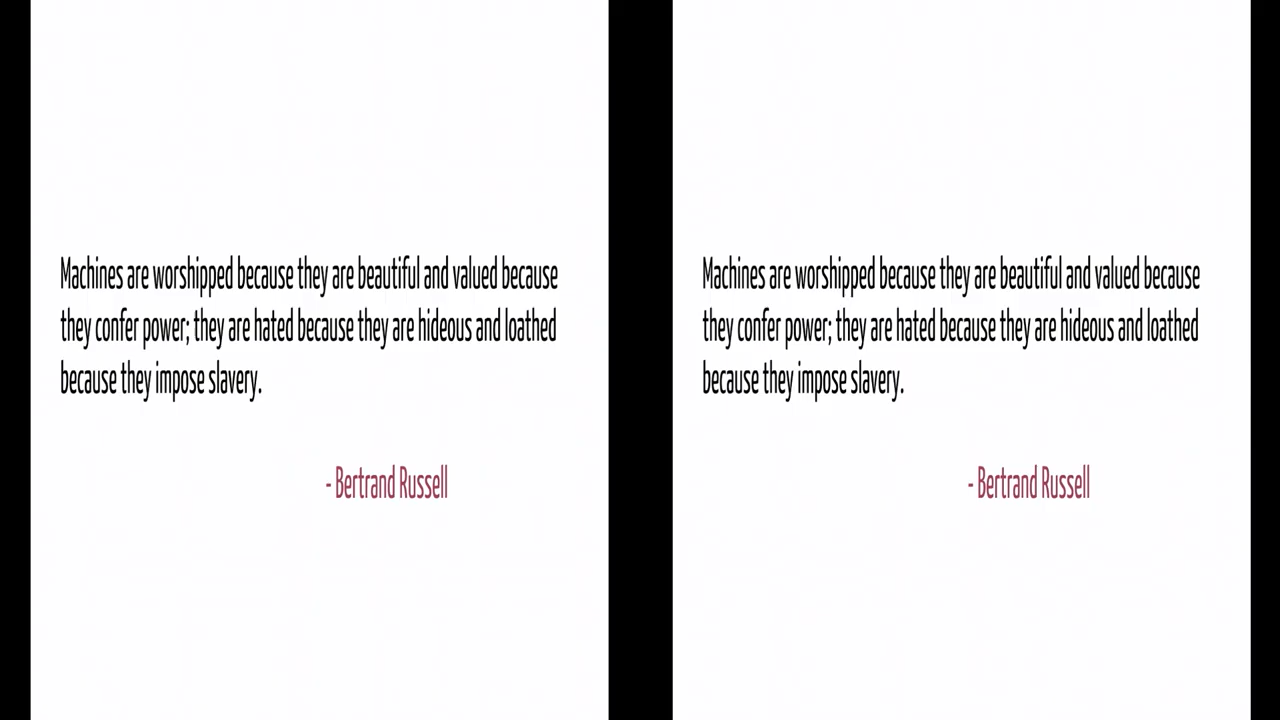 Machines are worshipped because they are beautiful and valued because
they confer power; they are hated because they are hideous and loathed
because they impose slavery.
- Bertrand Russell
Machines are worshipped because they are beautiful and valued because
they confer power; they are hated because they are hideous and loathed
because they impose slavery.
- Bertrand Russell